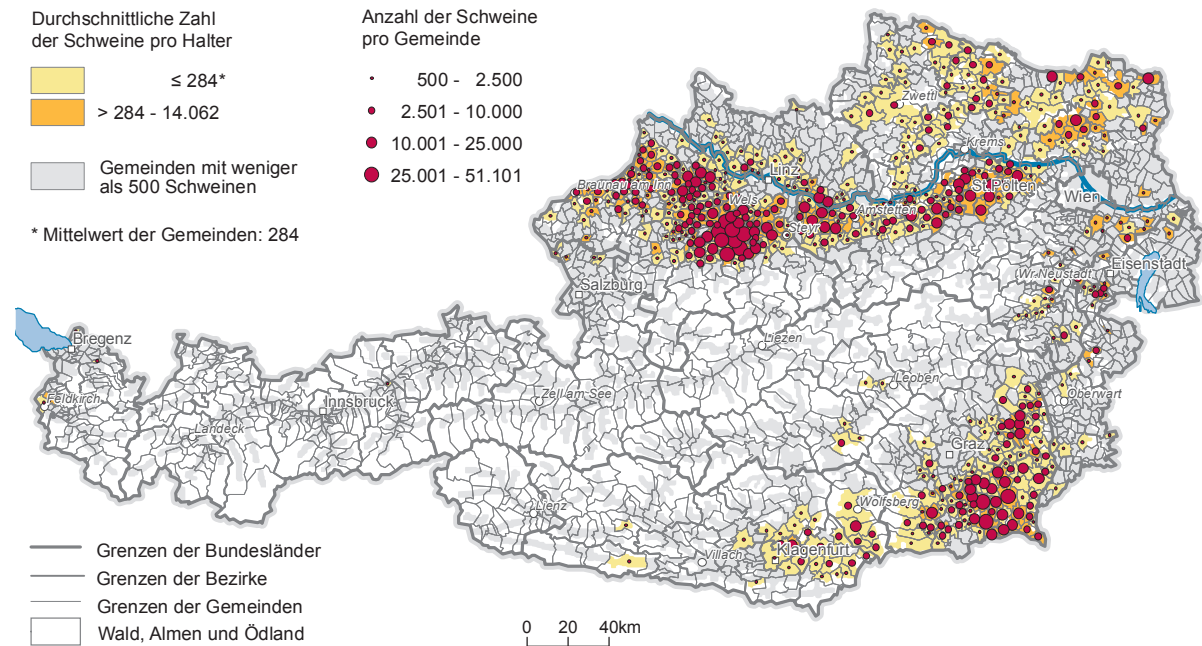 Durchschnittliche Zahl
der Schweine pro Halter
≤ 284*
> 284 - 14.062
Gemeinden mit weniger
als 500 Schweinen
* Mittelwert der Gemeinden: 284
Anzahl der Schweine
pro Gemeinde
500 - 2.500
2.501 - 10.000
10.001 - 25.000
25.001 - 51.101
Zwettl
Krems
Linz
Braunau am Inn
St.Pölten
Wien
Wels
Amstetten
Steyr
Eisenstadt
(Wr.Neustadt)
Salzburg
Bregenz
Liezen
Leoben
Zell am See
Oberwart
Feldkirch
Innsbruck
Landeck
Graz
Lienz
Wolfsberg
Villach
Klagenfurt
Grenzen der Bundesländer
Grenzen der Bezirke
Grenzen der Gemeinden
Wald, Almen und Ödland
0 20 40km